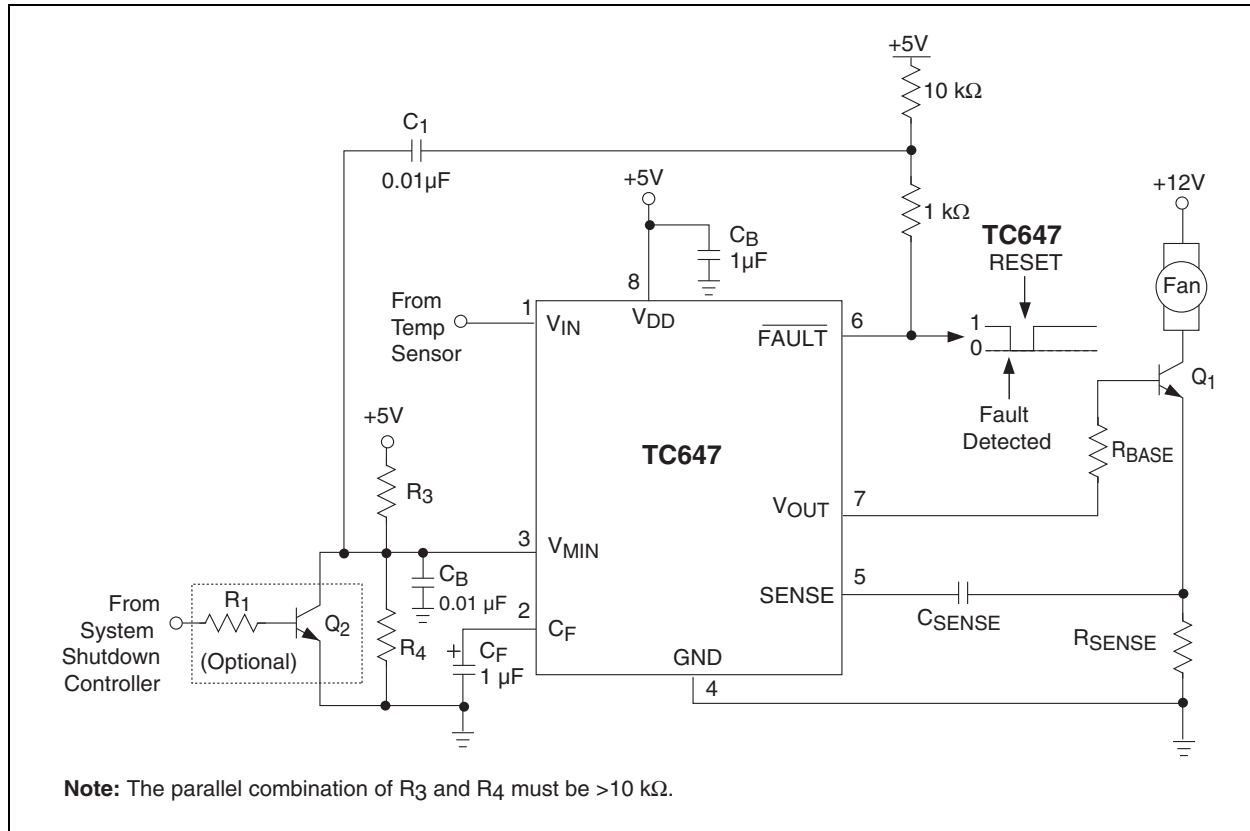 +5V
10 kΩ
C1
0.01µF
+5V
1 kΩ
+12V
CB
1µF
TC647
RESET
Fan
8
From
Temp
Sensor
1
VIN
VDD
6
FAULT
1
0
Q1
Fault
Detected
+5V
TC647
RBASE
R3
7
VOUT
3
VMIN
CB
0.01 µF
5
SENSE
From
System
Shutdown
Controller
R1
Q2
(Optional)
R4
2
CF
+
CF
1 µF
CSENSE
RSENSE
GND
4
Note: The parallel combination of R3 and R4 must be >10 kΩ.